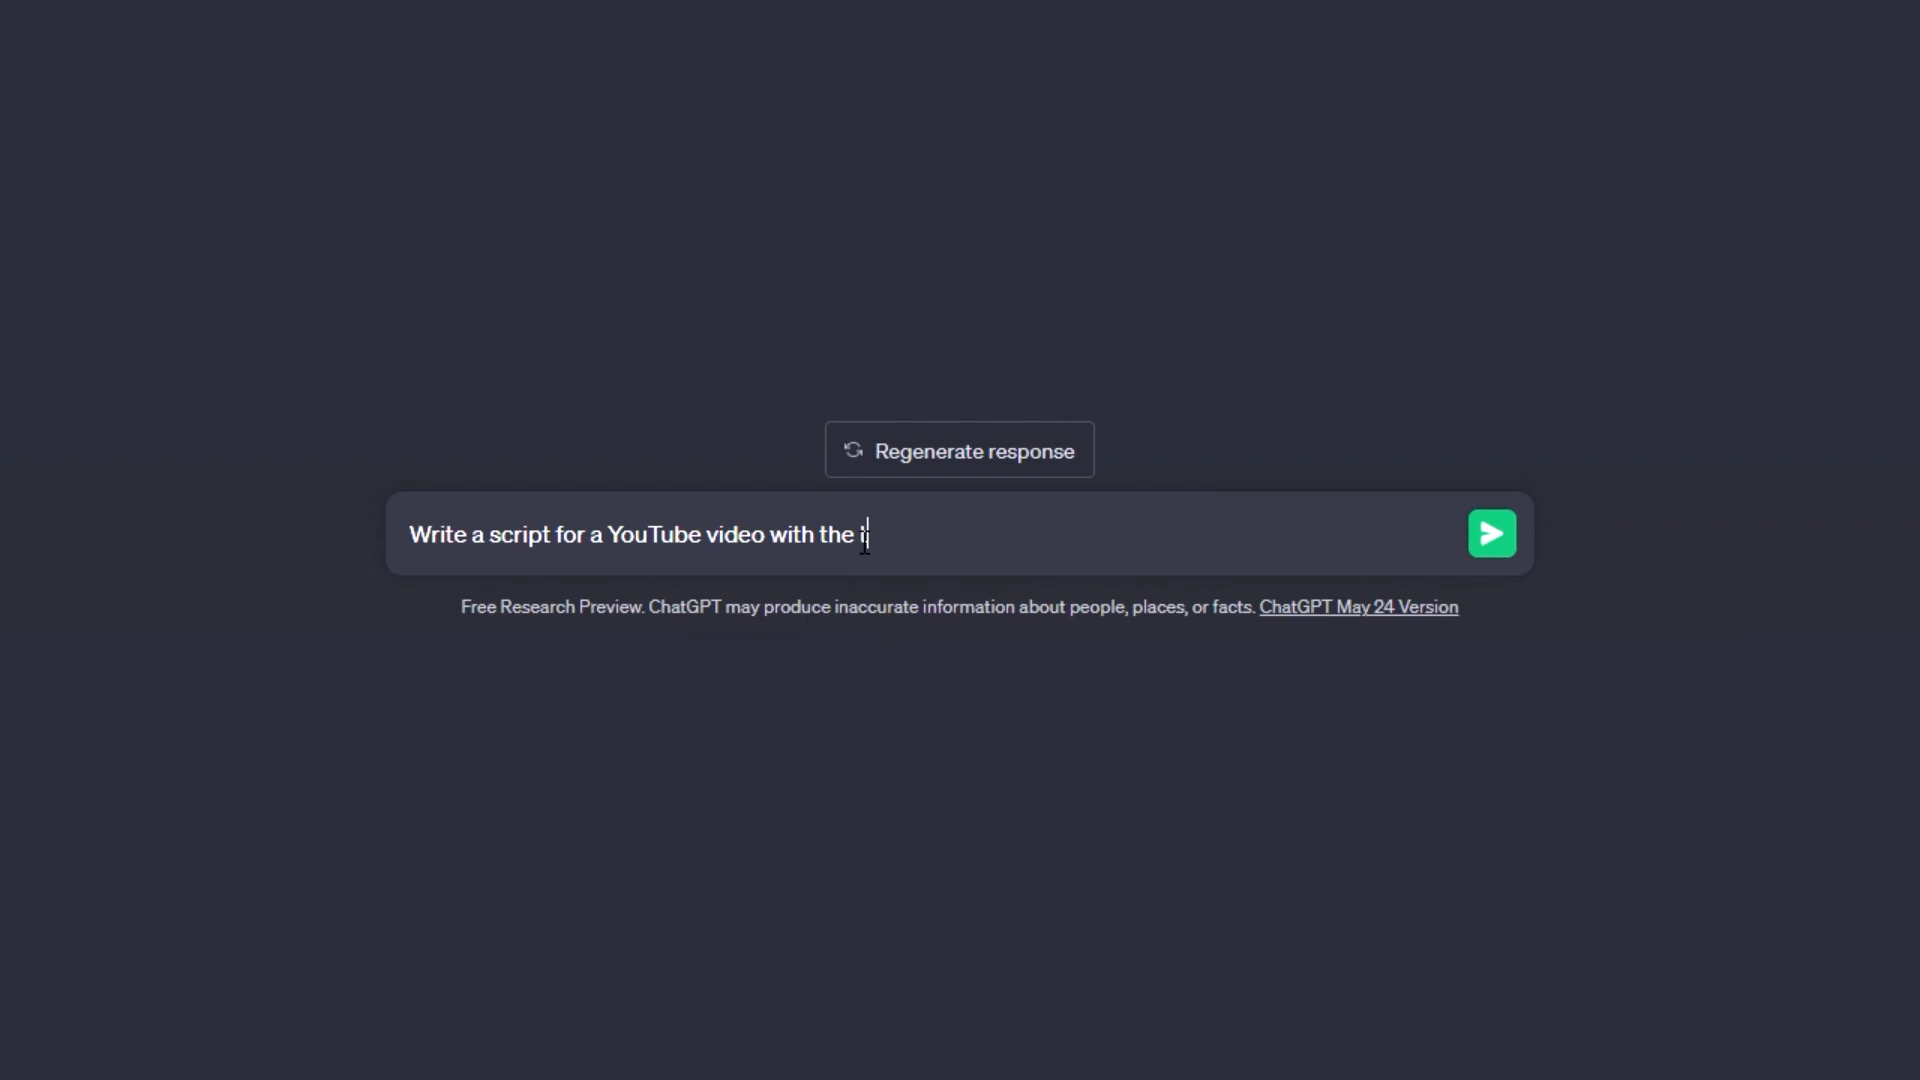 Regenerate response
Write a script for a YouTube video with the
Free Research Preview. ChatGPT may produce inaccurate information about people, places, or facts. ChatGPT May 24 Version